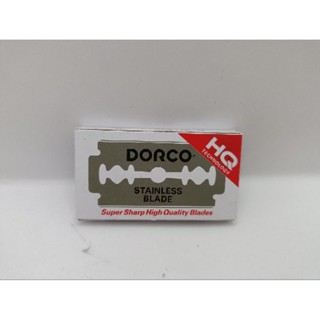 DORCO
HQ
TECHNOLOGY
STAINLESS
BLADE
Super Sharp High Quality Blades